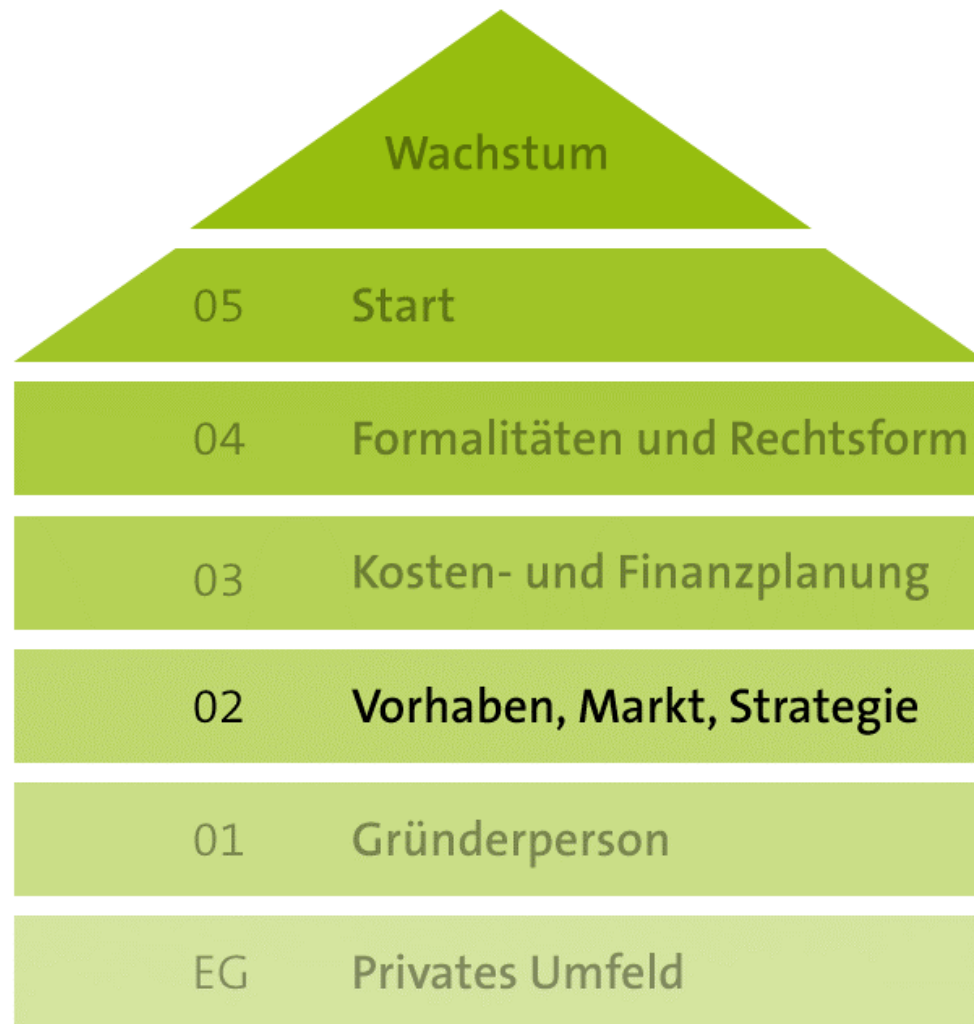 Wachstum
05 Start
04 Formalitäten und Rechtsform
03 Kosten- und Finanzplanung
02 Vorhaben, Markt, Strategie
01 Gründerperson
EG Privates Umfeld